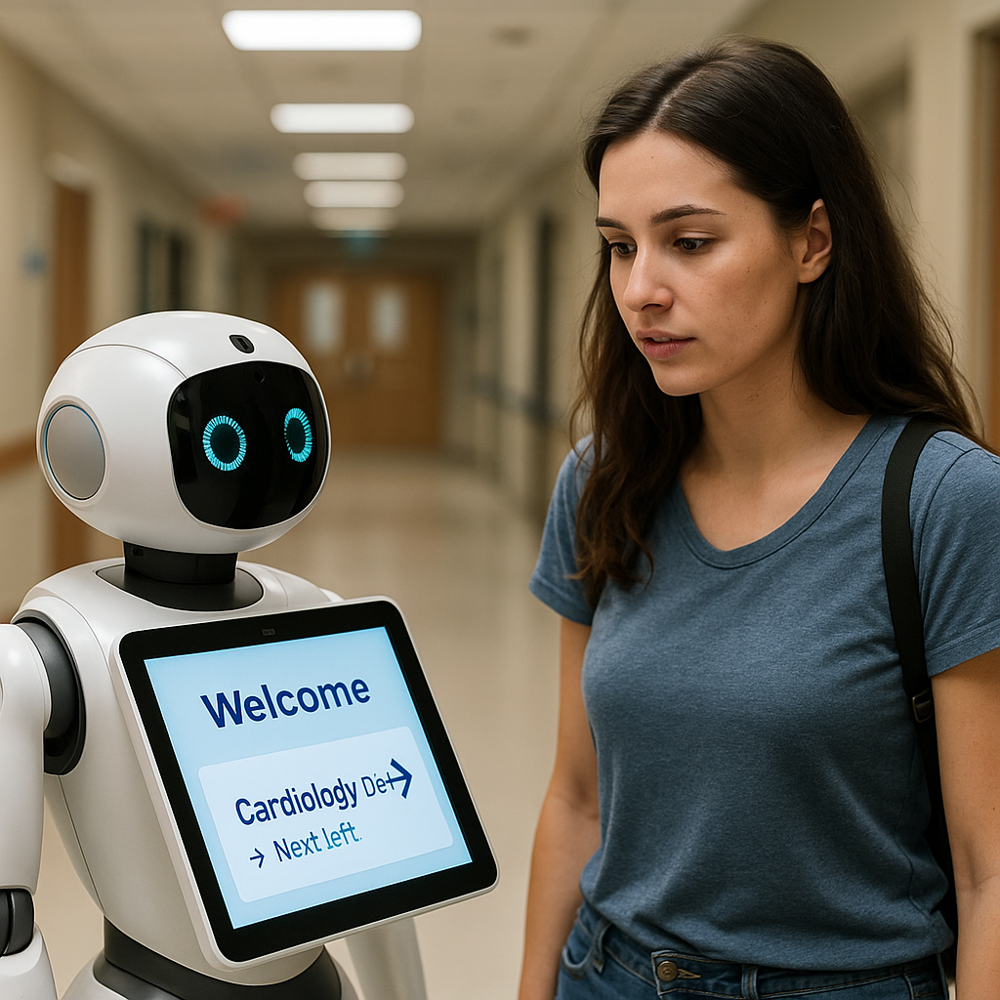 Welcome
Cardiology →
→ Next left.